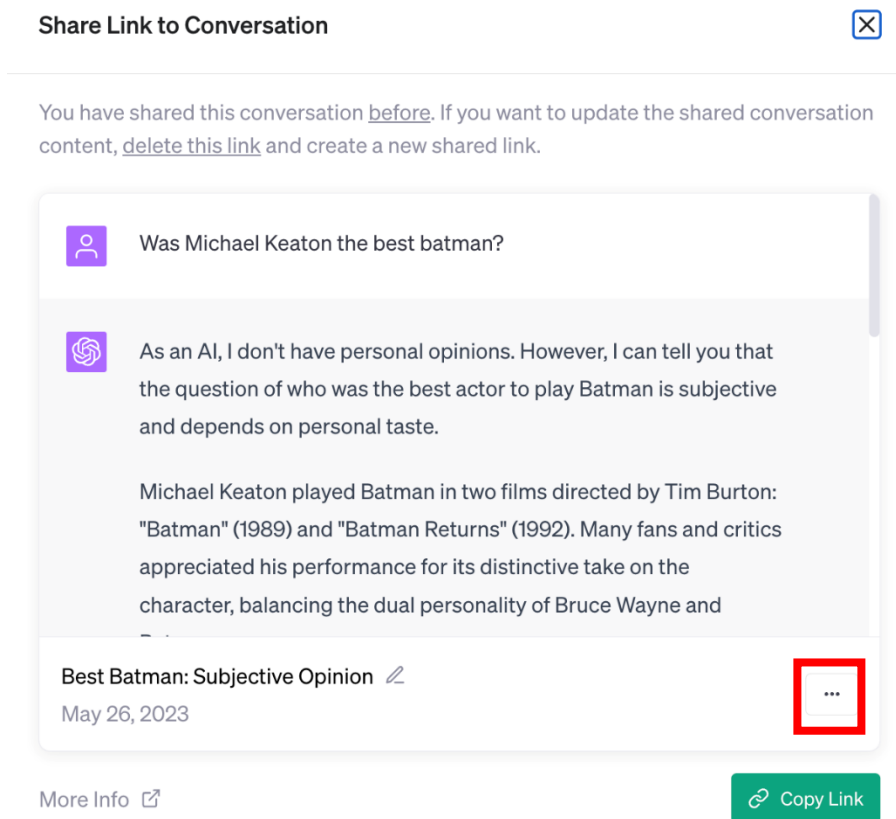 Share Link to Conversation
You have shared this conversation before. If you want to update the shared conversation
content, delete this link and create a new shared link.
Was Michael Keaton the best batman?
As an AI, I don't have personal opinions. However, I can tell you that
the question of who was the best actor to play Batman is subjective
and depends on personal taste.
Michael Keaton played Batman in two films directed by Tim Burton:
"Batman" (1989) and "Batman Returns" (1992). Many fans and critics
appreciated his performance for its distinctive take on the
character, balancing the dual personality of Bruce Wayne and
Best Batman: Subjective Opinion
May 26, 2023
...
More Info
Copy Link